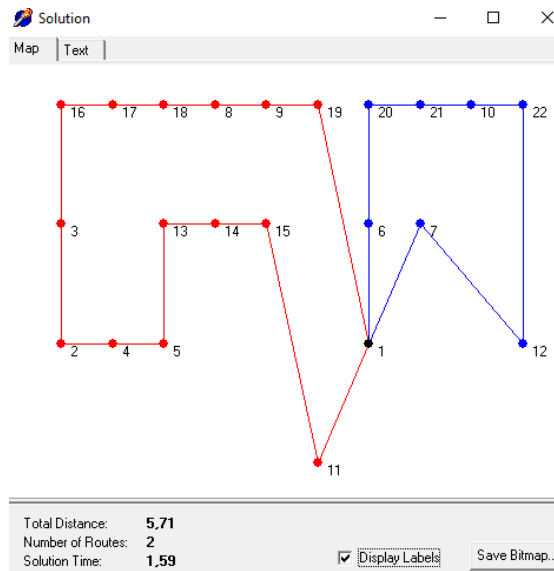 Solution
Map Text
16 17 18 8 9 19 20 21 10 22
3 13 14 15 6 7
2 4 5 1 12
11
Total Distance: 5,71
Number of Routes: 2
Solution Time: 1,59
Display Labels
Save Bitmap..